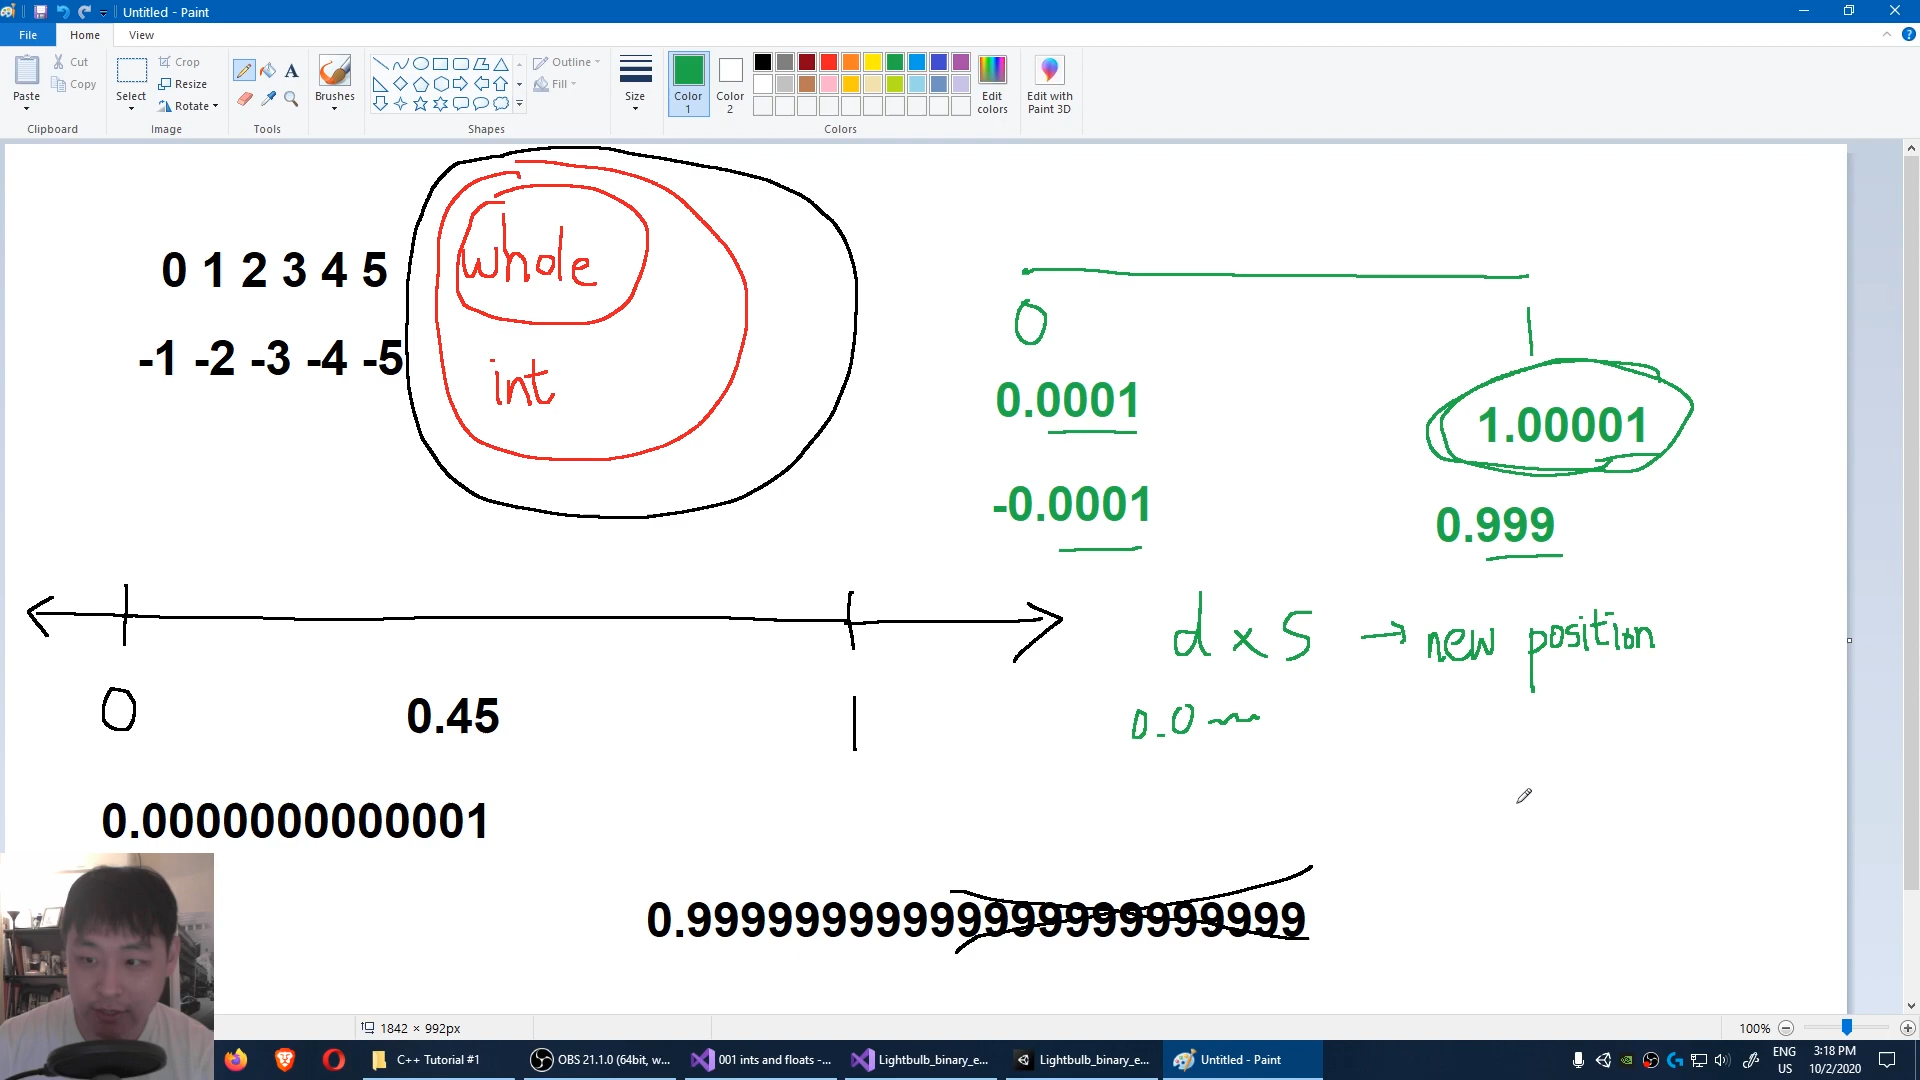 Untitled - Paint
File
Home
View
Paste
Cut
Copy
Clipboard
Select
Crop
Resize
Rotate
Image
Tools
Brushes
Shapes
Outline
Fill
Size
Color 1
Color 2
Edit colors
Colors
Edit with Paint 3D
0 1 2 3 4 5
-1 -2 -3 -4 -5
whole
int
0
1
0.0001
1.00001
-0.0001
0.999
d x S → new position
0.0
0
0.45
1
0.0000000000001
0.99999999999999999999999
1842 × 992px
100%
C++ Tutorial #1
OBS 21.1.0 (64bit, w...
001 ints and floats -...
Lightbulb_binary_e...
Lightbulb_binary_e...
Untitled - Paint
ENG
US
3:18 PM
10/2/2020